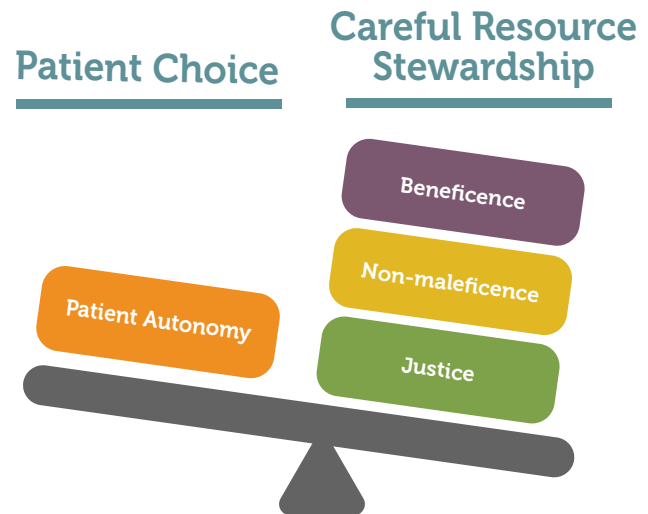 Patient Choice
Careful Resource
Stewardship
Beneficence
Non-maleficence
Patient Autonomy
Justice